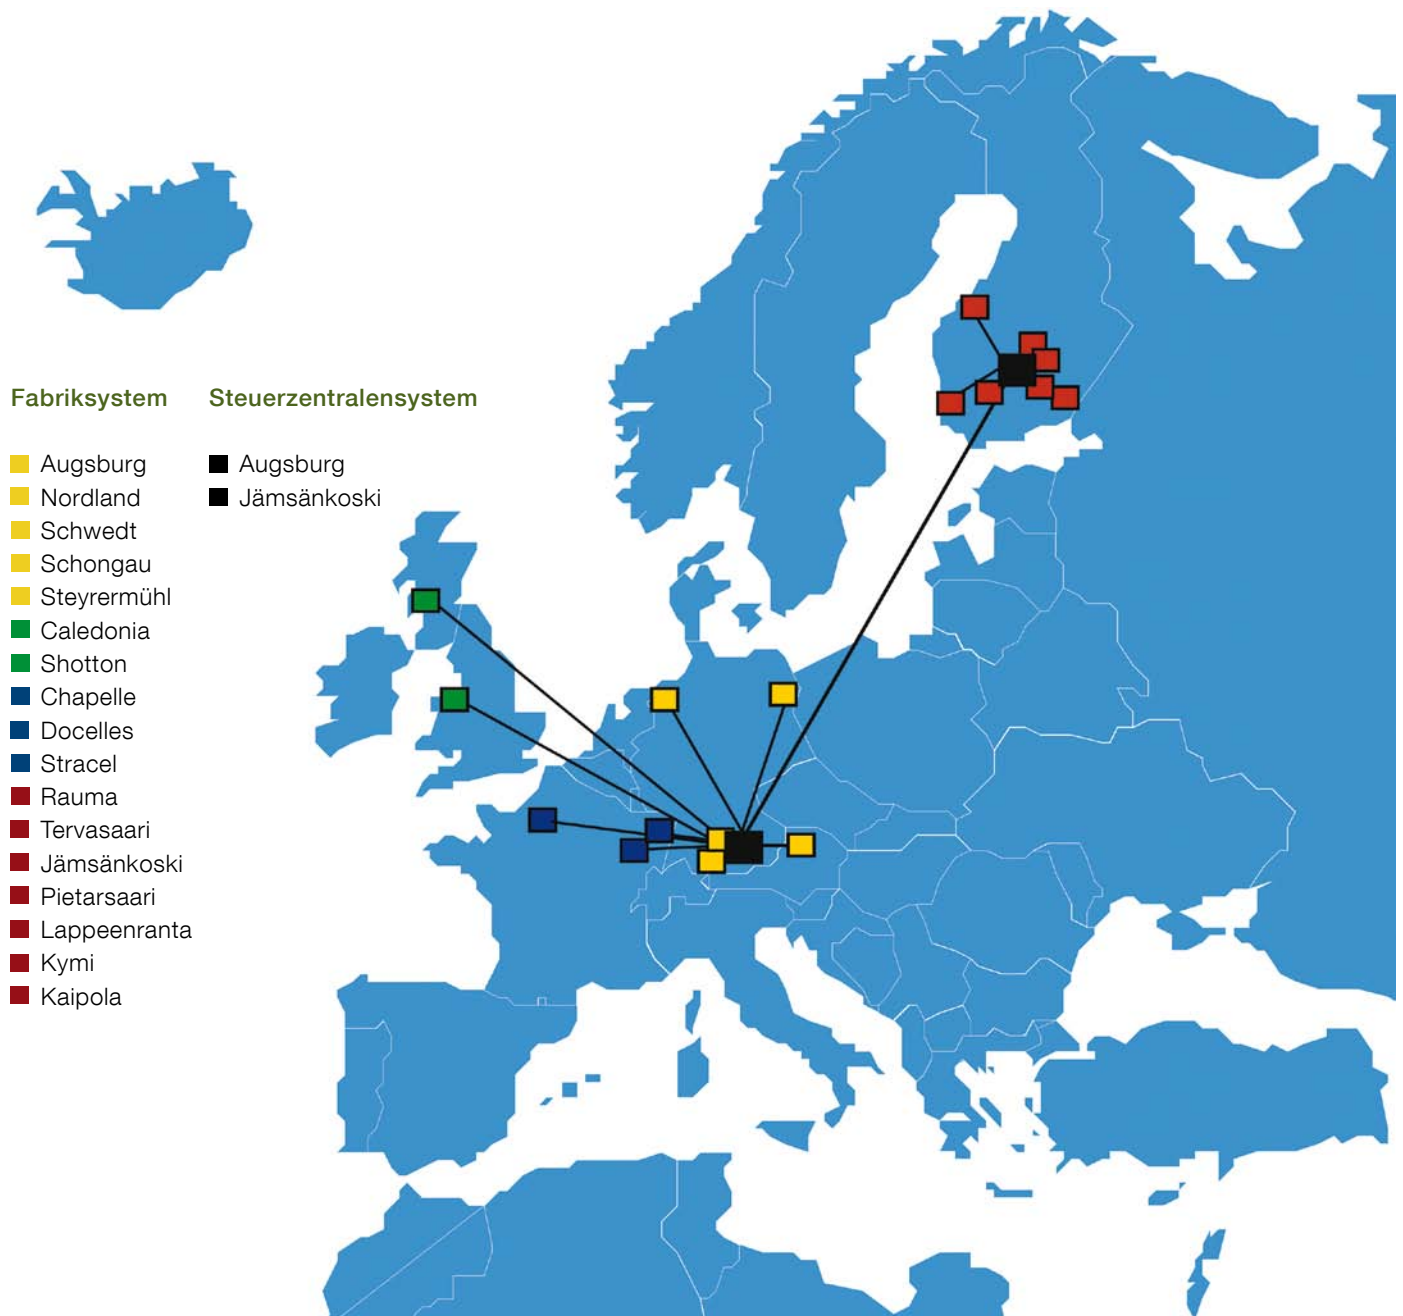 Fabriksystem
Augsburg
Nordland
Schwedt
Schongau
Steyrermühl
Caledonia
Shotton
Chapelle
Docelles
Stracel
Rauma
Tervasaari
Jämsänkoski
Pietarsaari
Lappeenranta
Kymi
Kaipola
Steuerzentralensystem
Augsburg
Jämsänkoski